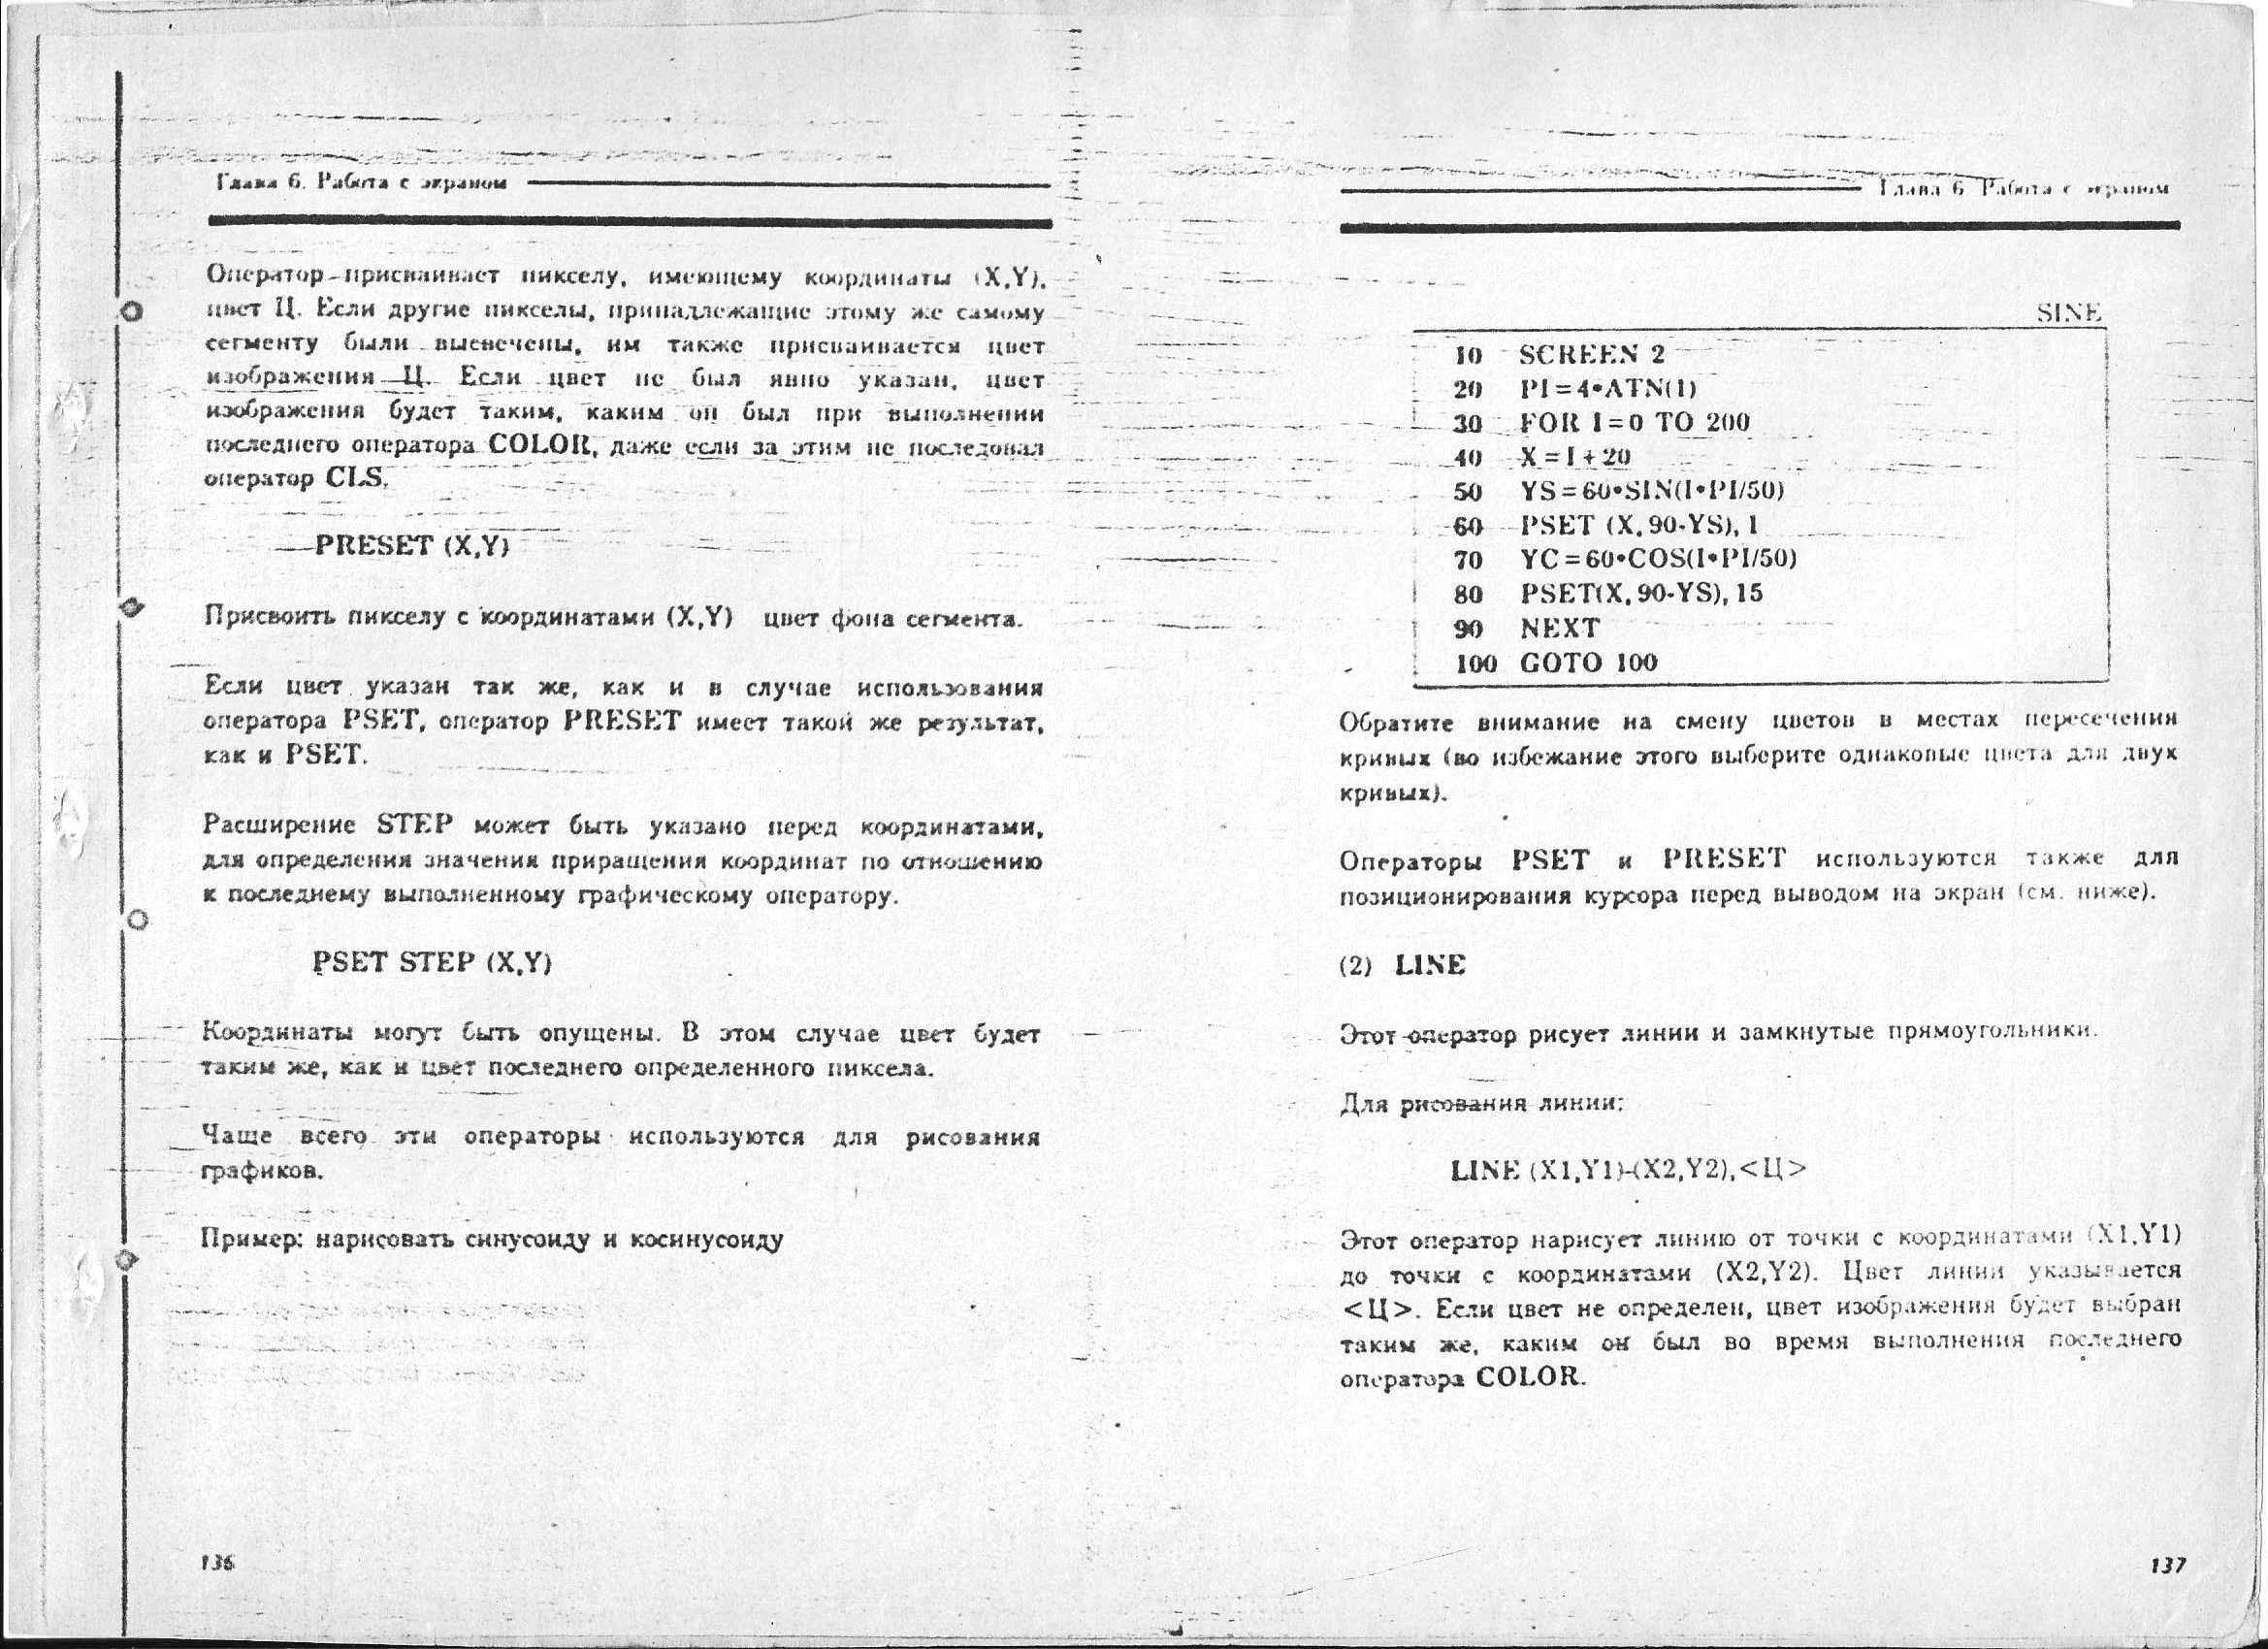 Глава 6. Работа с экраном
Оператор присваивает пикселу, имеющему координаты (X,Y),
цвет Ц. Если другие пикселы, принадлежащие этому же самому
сегменту были высвечены, им также присваивается цвет
изображения Ц. Если цвет не был явно указан, цвет
изображения будет таким, каким он был при выполнении
последнего оператора COLOR, даже если за этим не последовал
оператор CLS.
PRESET (X,Y)
Присвоить пикселу с координатами (X,Y) цвет фона сегмента.
Если цвет указан так же, как и в случае использования
оператора PSET, оператор PRESET имеет такой же результат,
как и PSET.
Расширение STEP может быть указано перед координатами,
для определения значения приращения координат по отношению
к последнему выполненному графическому оператору.
PSET STEP (X,Y)
Координаты могут быть опущены. В этом случае цвет будет
таким же, как и цвет последнего определенного пиксела.
Чаще всего эти операторы используются для рисования
графиков.
Пример: нарисовать синусоиду и косинусоиду
136
Глава 6 Работа с экраном
SINE
10 SCREEN 2
20 PI=4*ATN(1)
30 FOR I=0 TO 200
40 X=I+20
50 YS=60*SIN(I*PI/50)
60 PSET (X,90-YS),1
70 YC=60*COS(I*PI/50)
80 PSET(X,90-YS),15
90 NEXT
100 GOTO 100
Обратите внимание на смену цветов в местах пересечения
кривых (во избежание этого выберите одинаковые цвета для двух
кривых).
Операторы PSET и PRESET используются также для
позиционирования курсора перед выводом на экран (см. ниже).
(2) LINE
Этот оператор рисует линии и замкнутые прямоугольники.
Для рисования линии:
LINE (X1,Y1)-(X2,Y2),<Ц>
Этот оператор нарисует линию от точки с координатами (X1,Y1)
до точки с координатами (X2,Y2). Цвет линии указывается
<Ц>. Если цвет не определен, цвет изображения будет выбран
таким же, каким он был во время выполнения последнего
оператора COLOR.
137